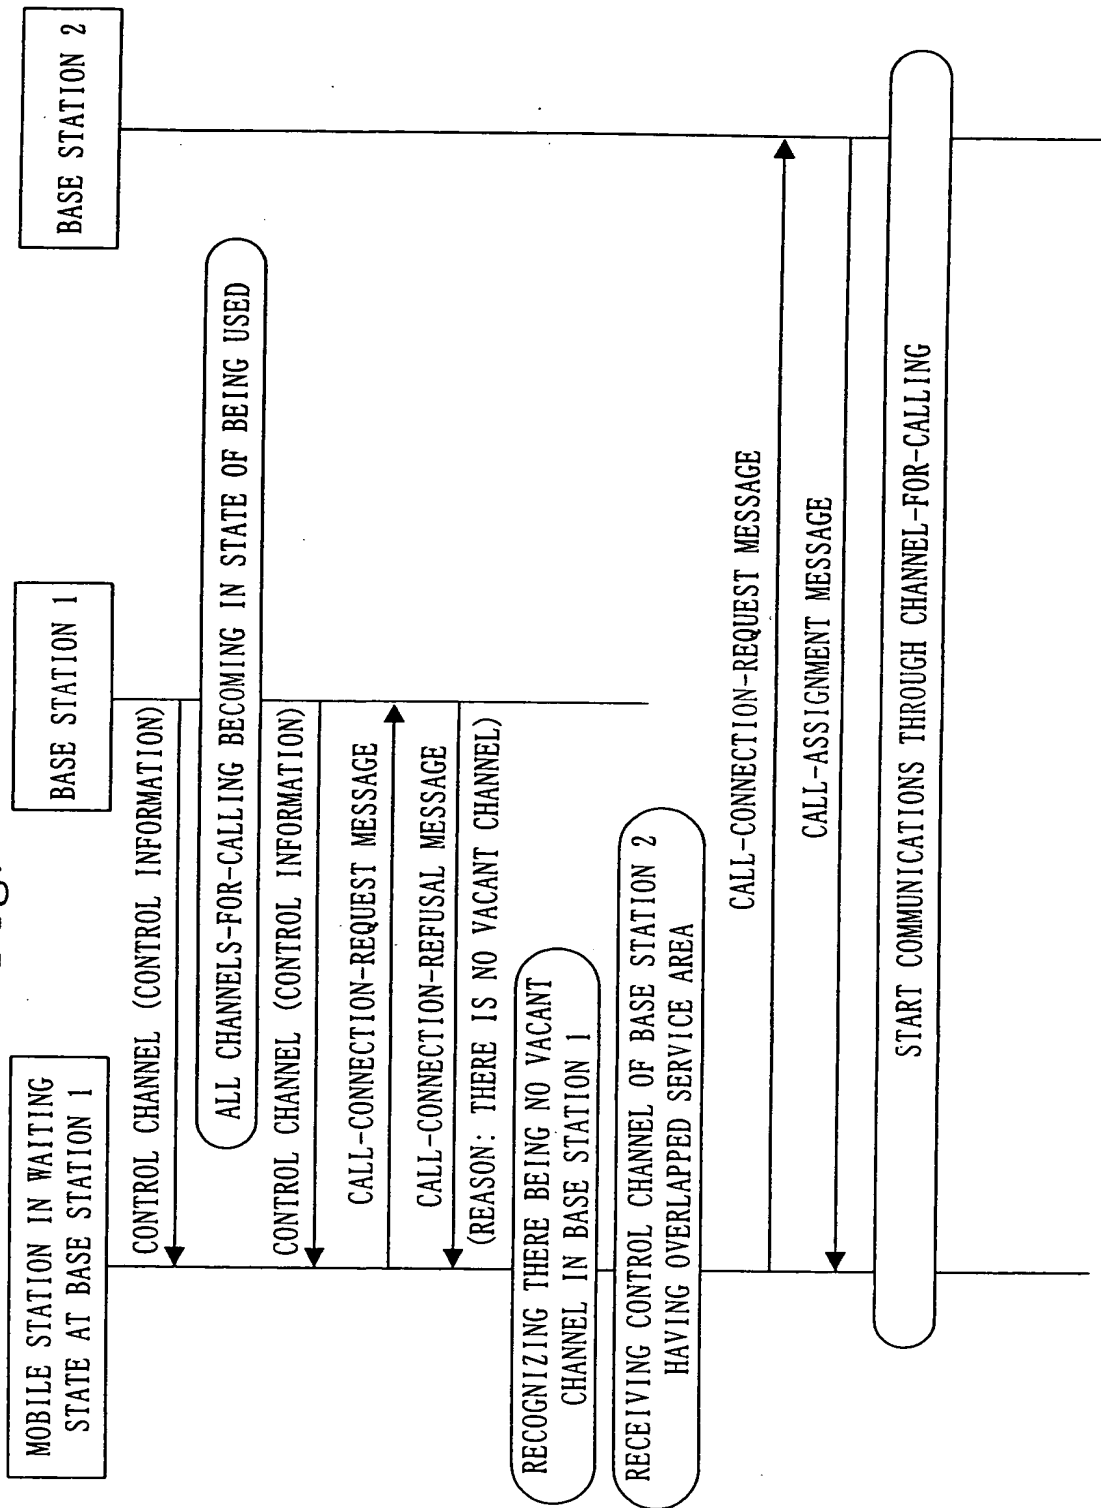 MOBILE STATION IN WAITING
STATE AT BASE STATION 1
BASE STATION 1
BASE STATION 2
CONTROL CHANNEL (CONTROL INFORMATION)
ALL CHANNELS-FOR-CALLING BECOMING IN STATE OF BEING USED
CONTROL CHANNEL (CONTROL INFORMATION)
CALL-CONNECTION-REQUEST MESSAGE
CALL-CONNECTION-REFUSAL MESSAGE
(REASON: THERE IS NO VACANT CHANNEL)
RECOGNIZING THERE BEING NO VACANT
CHANNEL IN BASE STATION 1
RECEIVING CONTROL CHANNEL OF BASE STATION 2
HAVING OVERLAPPED SERVICE AREA
CALL-CONNECTION-REQUEST MESSAGE
CALL-ASSIGNMENT MESSAGE
START COMMUNICATIONS THROUGH CHANNEL-FOR-CALLING